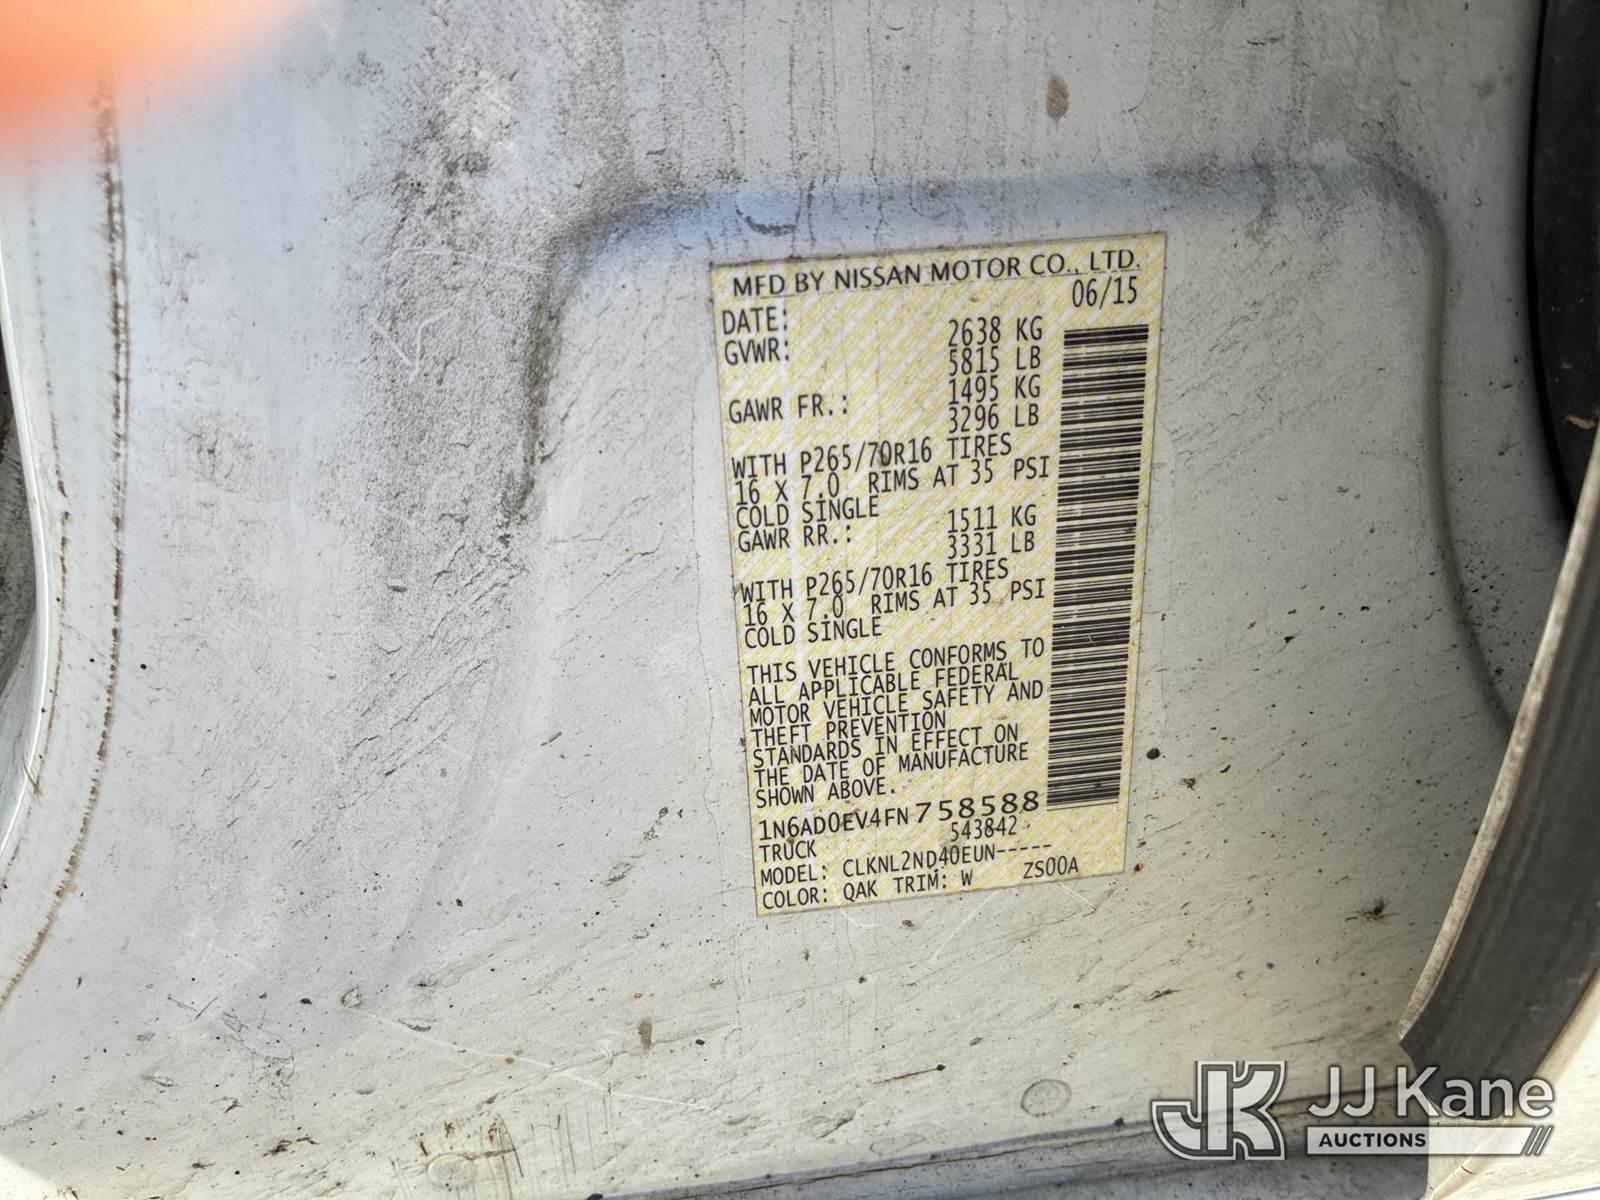 MFD BY NISSAN MOTOR CO., LTD.
DATE: 06/15
GVWR: 2638 KG
5815 LB
GAWR FR.: 1495 KG
3296 LB
WITH P265/70R16 TIRES
16 X 7.0 RIMS AT 35 PSI
COLD SINGLE
GAWR RR.: 1511 KG
3331 LB
WITH P265/70R16 TIRES
16 X 7.0 RIMS AT 35 PSI
COLD SINGLE
THIS VEHICLE CONFORMS TO
ALL APPLICABLE FEDERAL
MOTOR VEHICLE SAFETY AND
THEFT PREVENTION
STANDARDS IN EFFECT ON
THE DATE OF MANUFACTURE
SHOWN ABOVE.
1N6AD0EV4FN758588
TRUCK 543842
MODEL: CLKNL2ND40EUN-----
COLOR: QAK TRIM: W ZS00A
JK JJ Kane
AUCTIONS